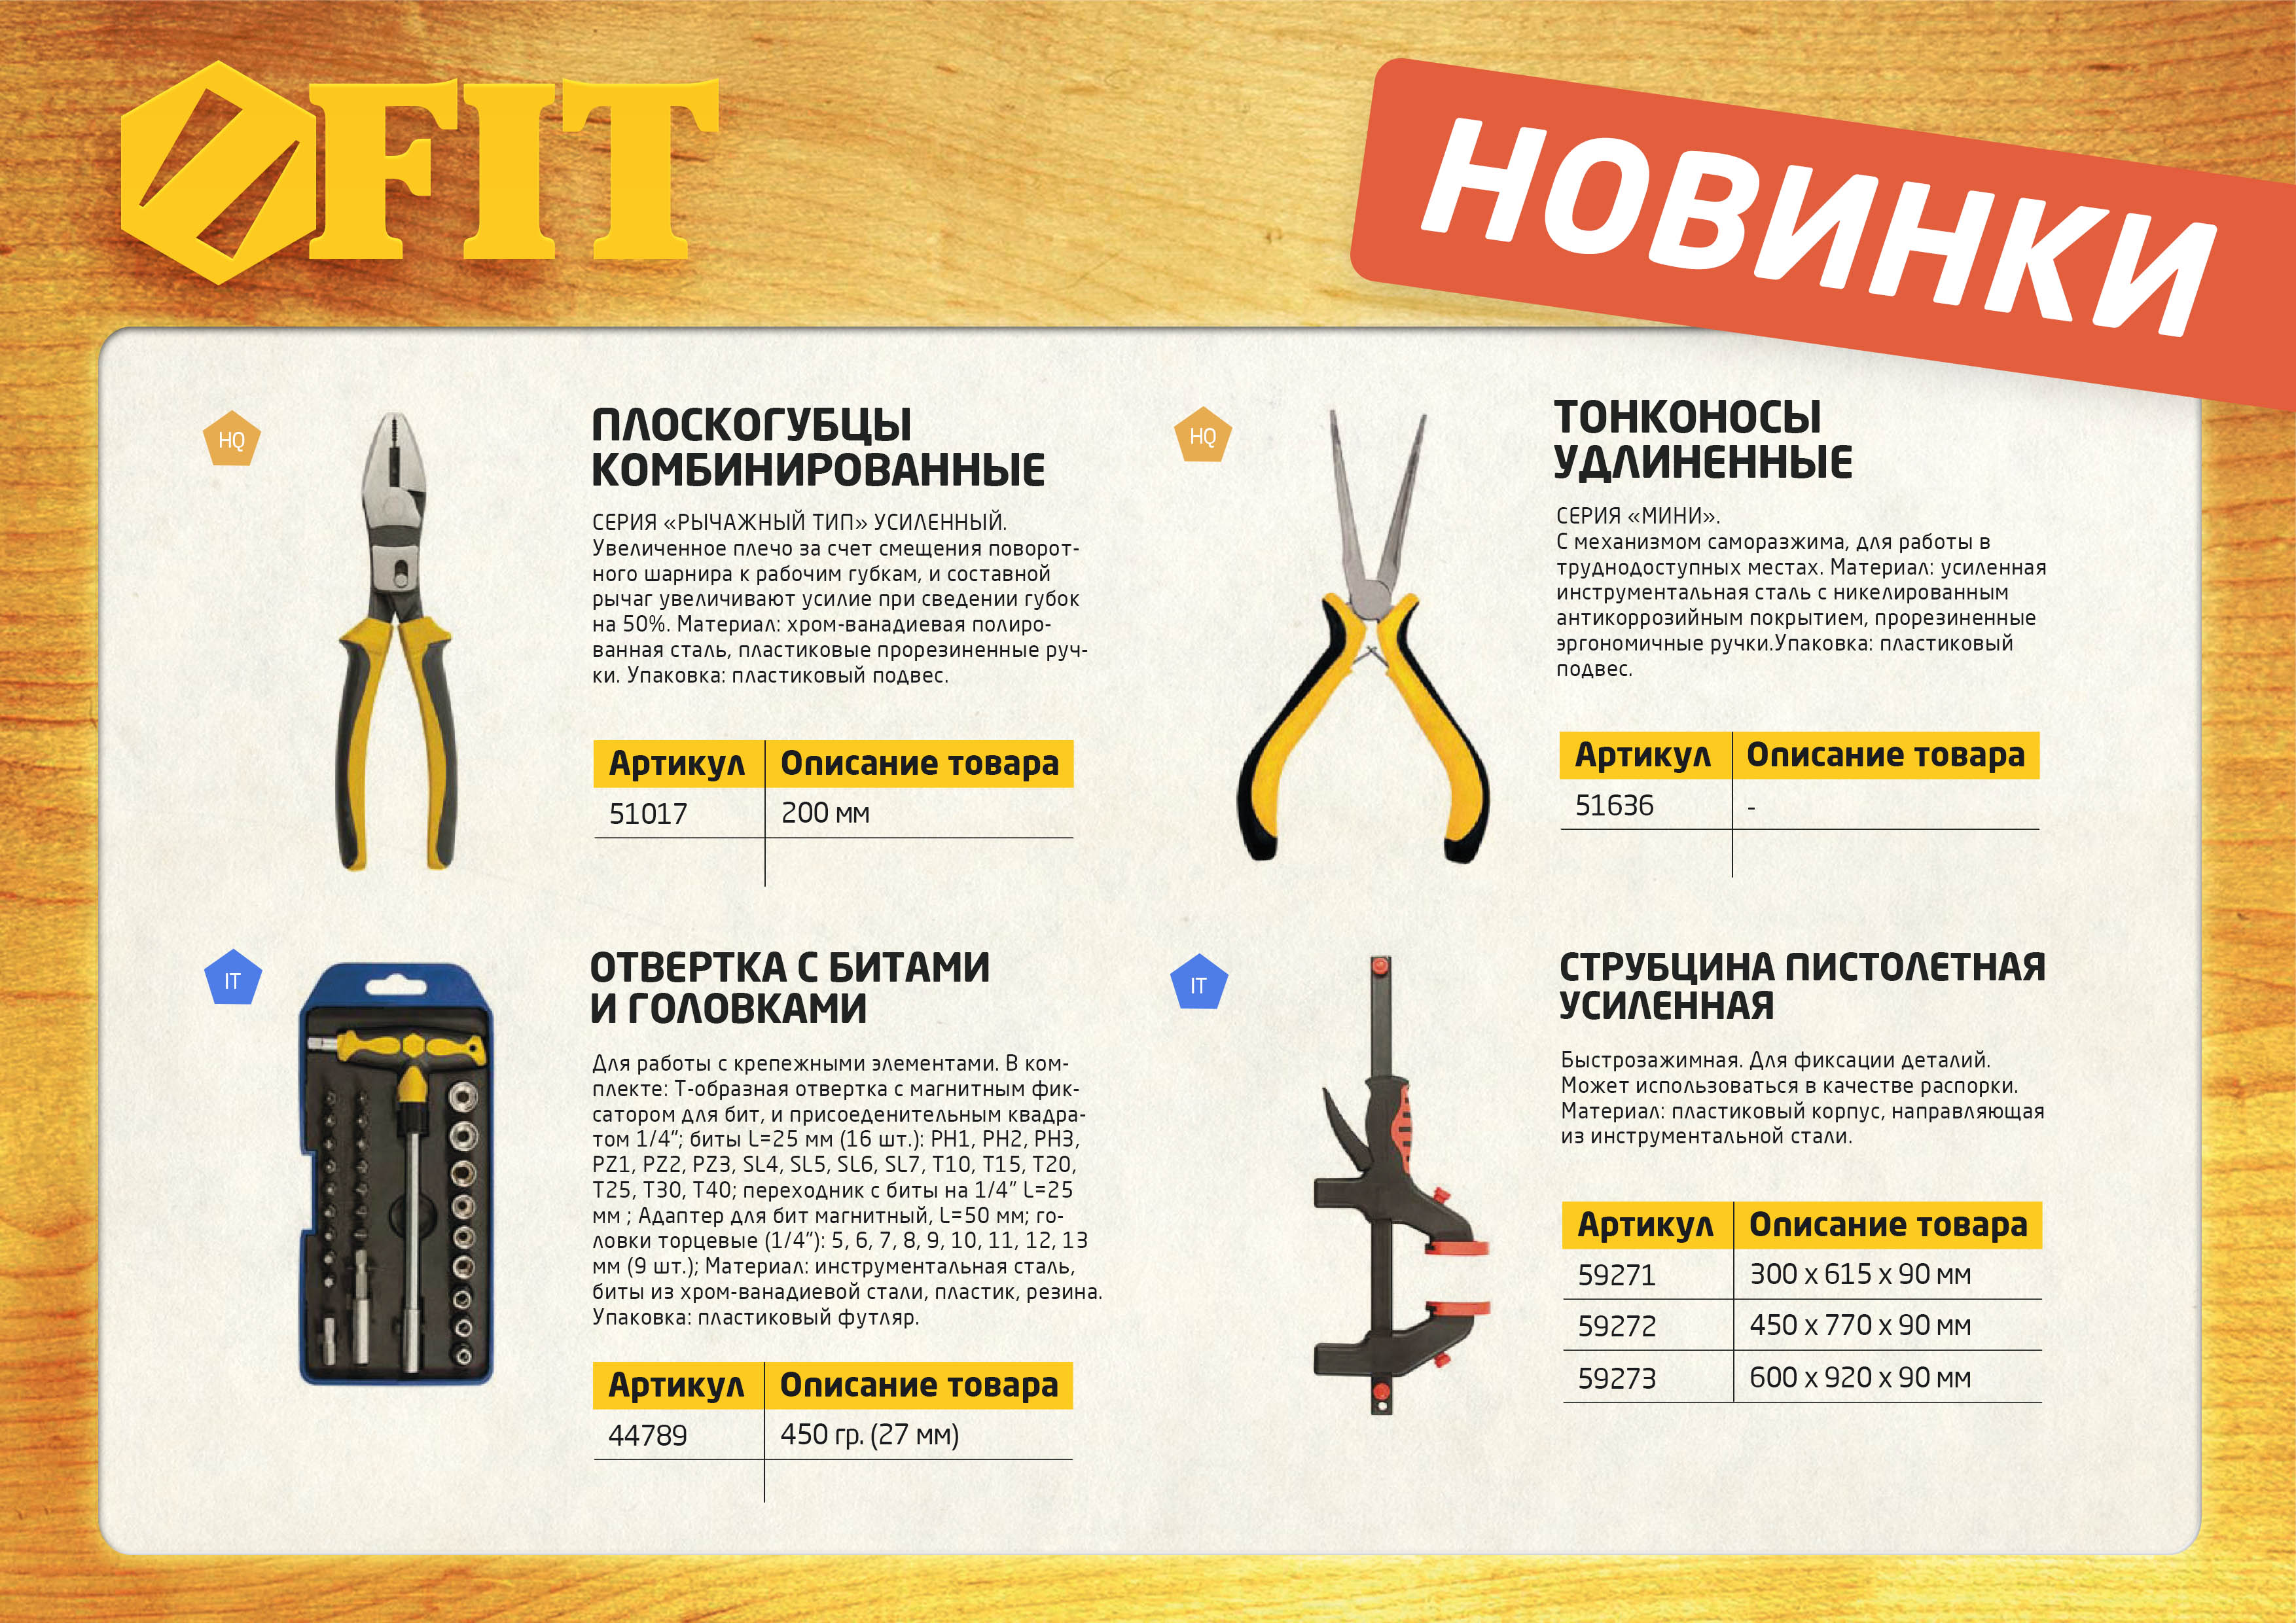 FIT
НОВИНКИ
HQ
ПЛОСКОГУБЦЫ
КОМБИНИРОВАННЫЕ
СЕРИЯ «РЫЧАЖНЫЙ ТИП» УСИЛЕННЫЙ.
Увеличенное плечо за счет смещения поворот-
ного шарнира к рабочим губкам, и составной
рычаг увеличивают усилие при сведении губок
на 50%. Материал: хром-ванадиевая полиро-
ванная сталь, пластиковые прорезиненные руч-
ки. Упаковка: пластиковый подвес.
Артикул Описание товара
51017 200 мм
HQ
ТОНКОНОСЫ
УДЛИНЕННЫЕ
СЕРИЯ «МИНИ».
С механизмом саморазжима, для работы в
труднодоступных местах. Материал: усиленная
инструментальная сталь с никелированным
антикоррозийным покрытием, прорезиненные
эргономичные ручки.Упаковка: пластиковый
подвес.
Артикул Описание товара
51636 -
IT
ОТВЕРТКА С БИТАМИ
И ГОЛОВКАМИ
Для работы с крепежными элементами. В ком-
плекте: Т-образная отвертка с магнитным фик-
сатором для бит, и присоеденительным квадра-
том 1/4”; биты L=25 мм (16 шт.): PH1, PH2, PH3,
PZ1, PZ2, PZ3, SL4, SL5, SL6, SL7, T10, T15, T20,
T25, T30, T40; переходник с биты на 1/4” L=25
мм ; Адаптер для бит магнитный, L=50 мм; го-
ловки торцевые (1/4”): 5, 6, 7, 8, 9, 10, 11, 12, 13
мм (9 шт.); Материал: инструментальная сталь,
биты из хром-ванадиевой стали, пластик, резина.
Упаковка: пластиковый футляр.
Артикул Описание товара
44789 450 гр. (27 мм)
IT
СТРУБЦИНА ПИСТОЛЕТНАЯ
УСИЛЕННАЯ
Быстрозажимная. Для фиксации деталий.
Может использоваться в качестве распорки.
Материал: пластиковый корпус, направляющая
из инструментальной стали.
Артикул Описание товара
59271 300 х 615 х 90 мм
59272 450 х 770 х 90 мм
59273 600 х 920 х 90 мм